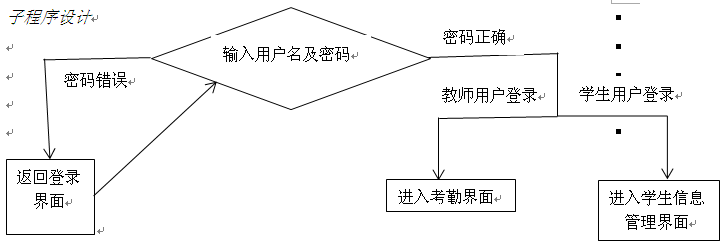 子程序设计
输入用户名及密码
密码正确
密码错误
教师用户登录
学生用户登录
返回登录
界面
进入考勤界面
进入学生信息
管理界面